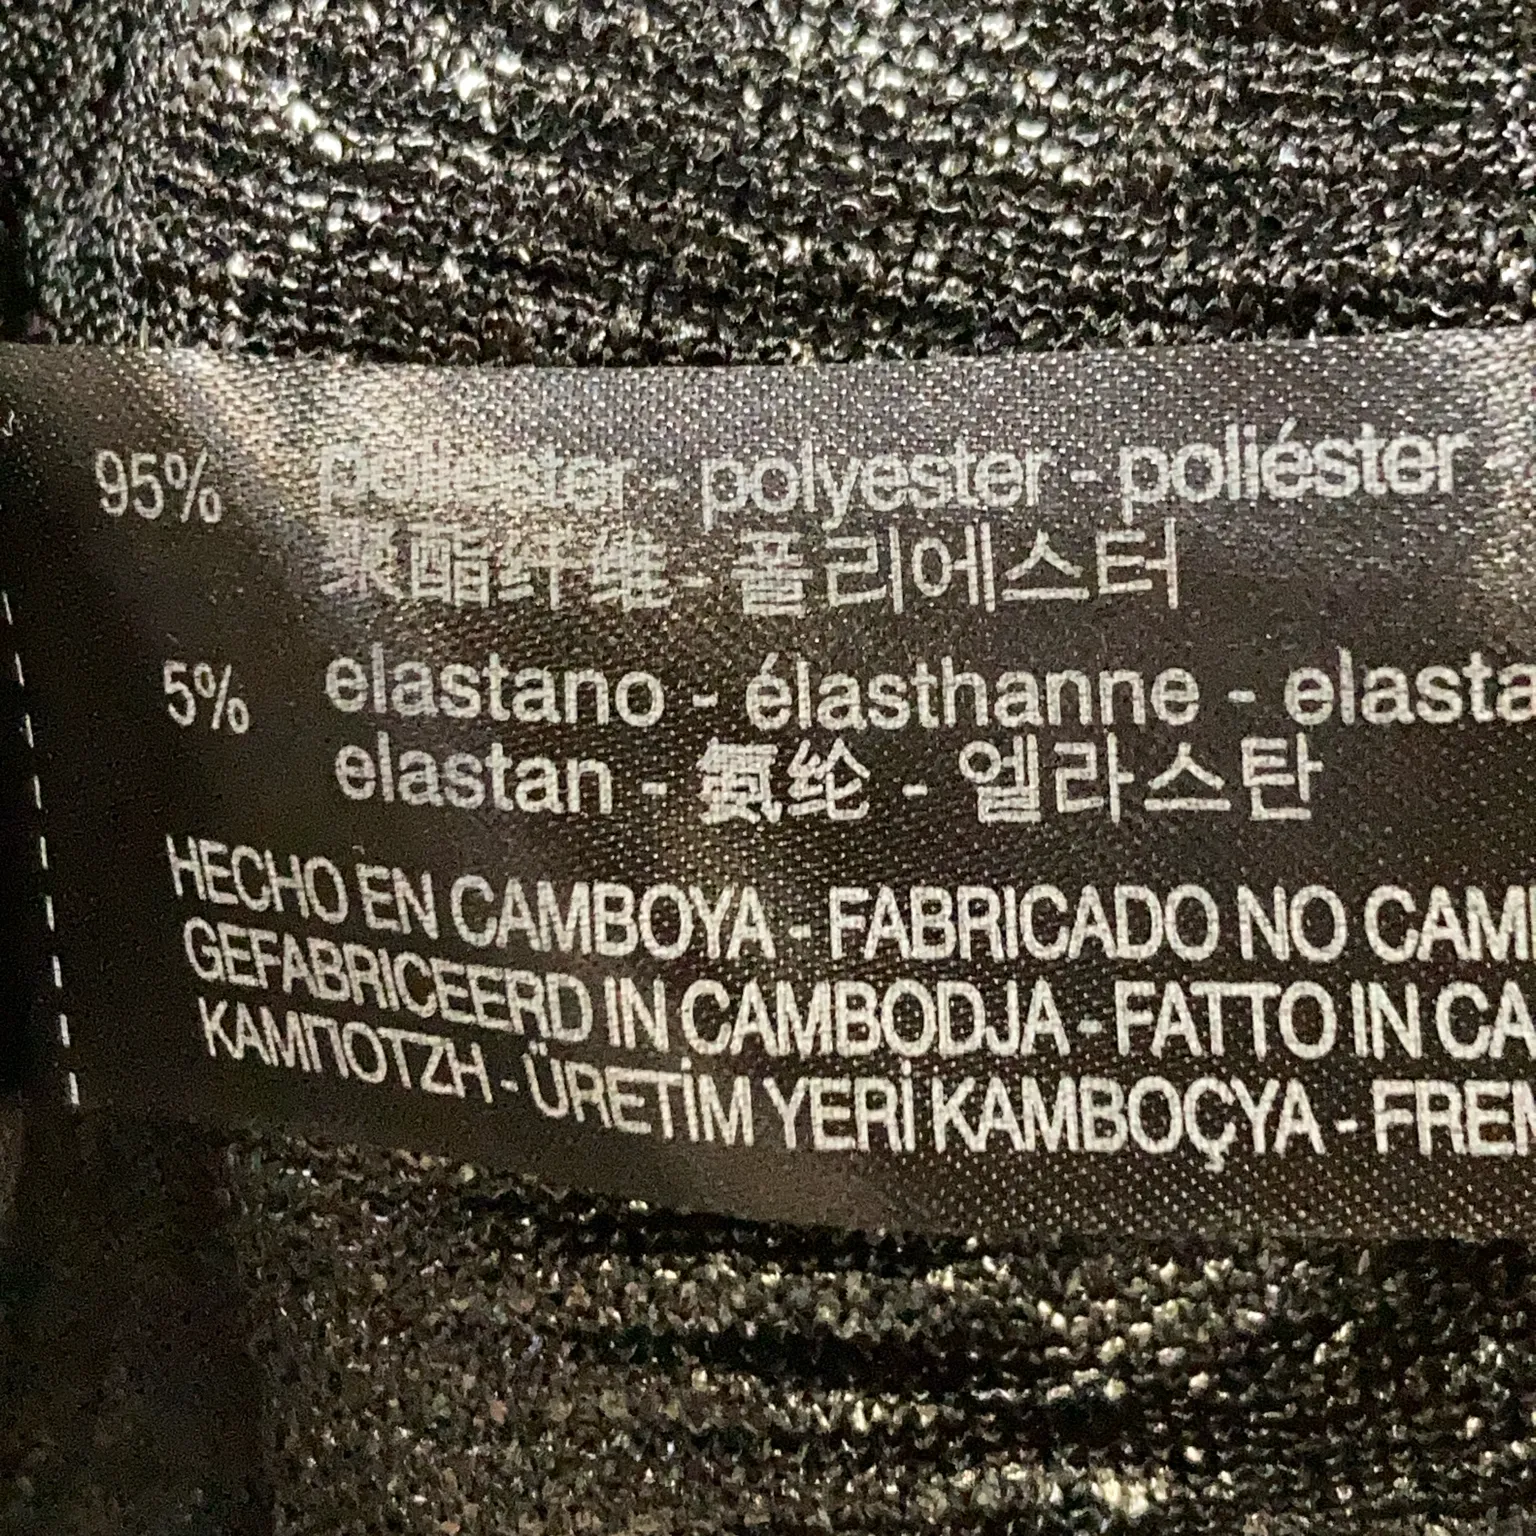 95% poliéster - polyester - poliéster
聚酯纤维 - 폴리에스터
5% elastano - élasthanne - elasta
elastan - 氨纶 - 엘라스탄
HECHO EN CAMBOYA - FABRICADO NO CAM
GEFABRICEERD IN CAMBODJA - FATTO IN CA
ΚΑΜΠΟΤΖΗ - ÜRETİM YERİ KAMBOÇYA - FREM